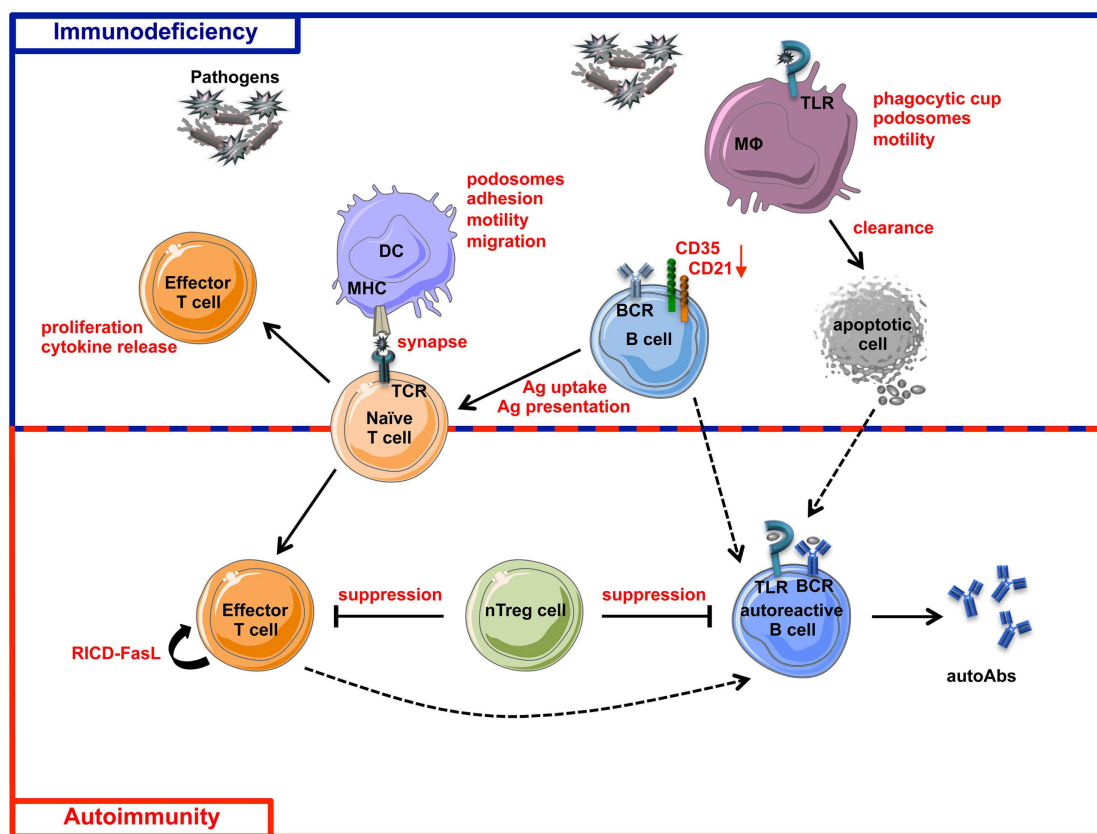 Immunodeficiency
Pathogens
TLR
MΦ
phagocytic cup
podosomes
motility
podosomes
adhesion
motility
migration
DC
MHC
clearance
CD35
CD21
Effector
T cell
BCR
B cell
apoptotic
cell
proliferation
cytokine release
synapse
TCR
Ag uptake
Ag presentation
Naïve
T cell
TLR
BCR
Effector
T cell
suppression
nTreg cell
suppression
autoreactive
B cell
RICD-FasL
autoAbs
Autoimmunity